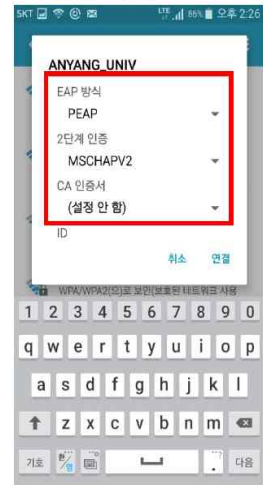 SKT LTE 86% 오후 2:26
ANYANG_UNIV
EAP 방식
PEAP
2단계 인증
MSCHAPV2
CA 인증서
(설정 안 함)
ID
취소 연결
WPA/WPA2(으)로 보안(보호된 네트워크 사용
1 2 3 4 5 6 7 8 9 0
q w e r t y u i o p
a s d f g h j k l
z x c v b n m
기호 한/영 . 다음